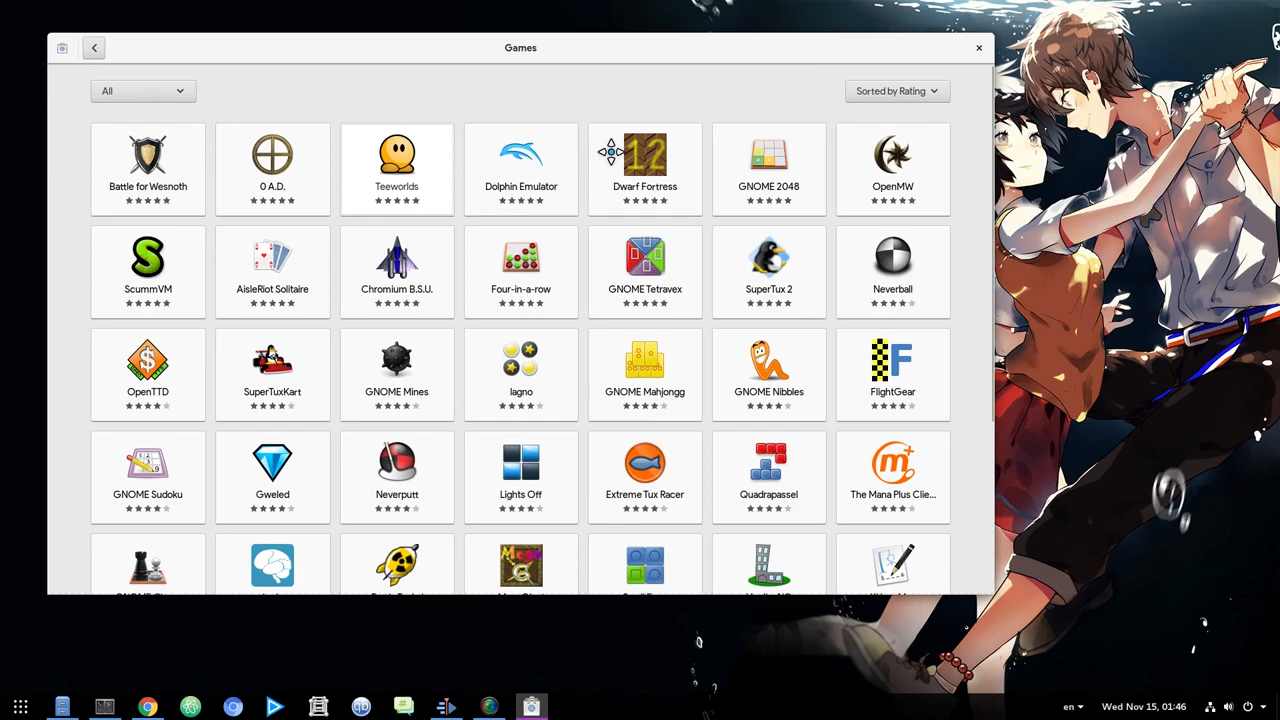 Games
All
Sorted by Rating
Battle for Wesnoth
0 A.D.
Teeworlds
Dolphin Emulator
12
Dwarf Fortress
GNOME 2048
OpenMW
S
ScummVM
AisleRiot Solitaire
Chromium B.S.U.
Four-in-a-row
GNOME Tetravex
SuperTux 2
Neverball
$
OpenTTD
SuperTuxKart
GNOME Mines
Iagno
GNOME Mahjongg
GNOME Nibbles
F
FlightGear
GNOME Sudoku
Gweled
Neverputt
Lights Off
Extreme Tux Racer
Quadrapassel
m+
The Mana Plus Clie...
en
Wed Nov 15, 01:46